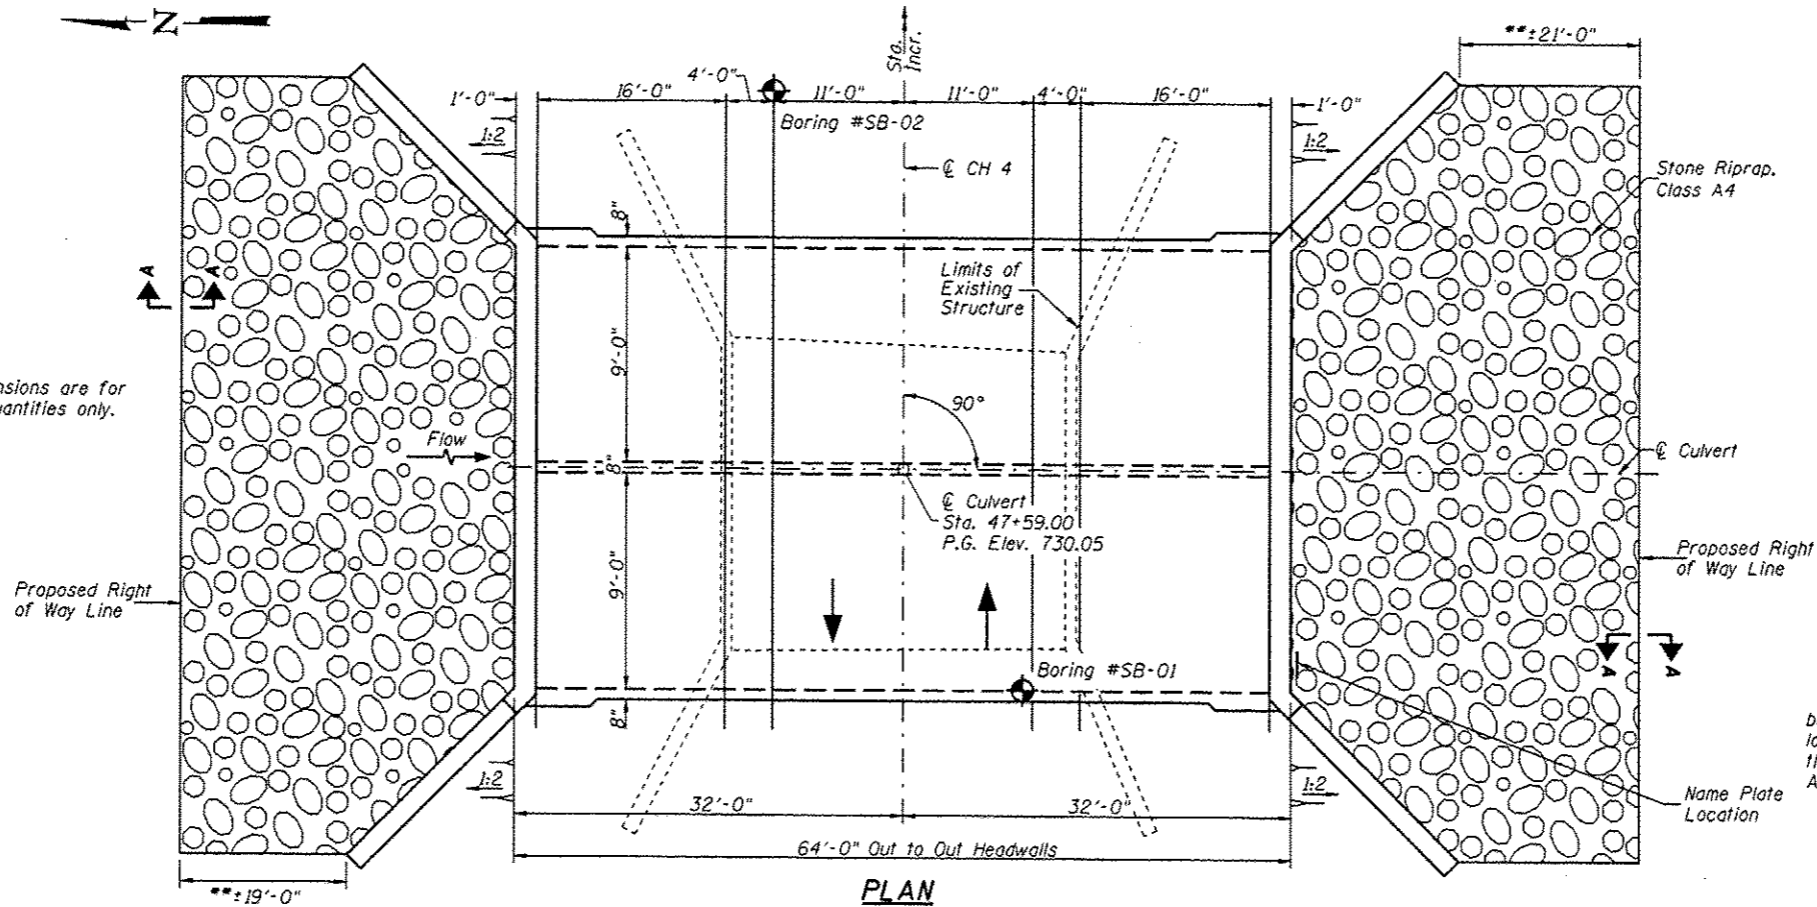 N
**±21'-0"
Sta.
Incr.
1'-0"
16'-0"
4'-0"
11'-0"
11'-0"
4'-0"
16'-0"
1'-0"
1:2
Boring #SB-02
1:2
℄ CH 4
Stone Riprap.
Class A4
8"
A
A
Limits of
Existing
Structure
9'-0"
nsions are for
uantities only.
90°
Flow
8"
℄ Culvert
℄ Culvert
Sta. 47+59.00
P.G. Elev. 730.05
Proposed Right
of Way Line
9'-0"
Proposed Right
of Way Line
Boring #SB-01
A
A
8"
1:2
1:2
Name Plate
Location
32'-0"
32'-0"
64'-0" Out to Out Headwalls
**±19'-0"
PLAN